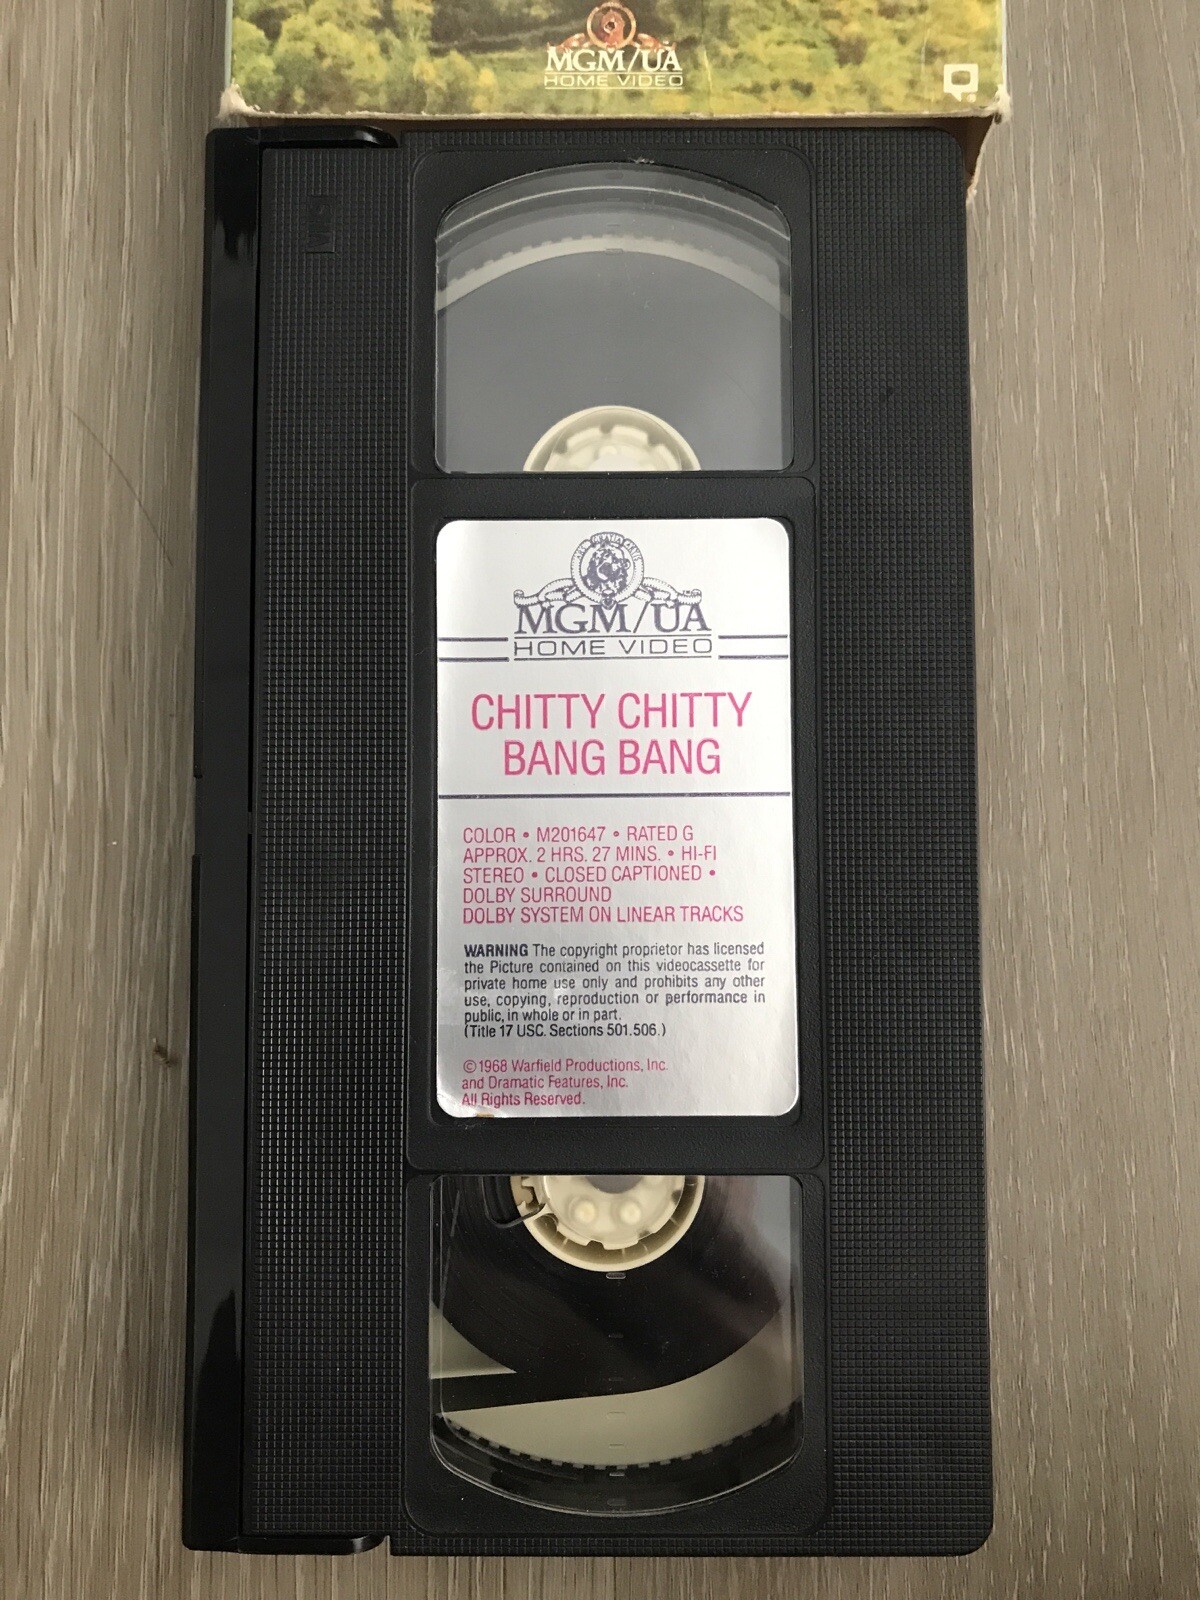 MGM/UA
HOME VIDEO
VHS
MGM/UA
HOME VIDEO
CHITTY CHITTY
BANG BANG
COLOR • M201647 • RATED G
APPROX. 2 HRS. 27 MINS. • HI-FI
STEREO • CLOSED CAPTIONED •
DOLBY SURROUND
DOLBY SYSTEM ON LINEAR TRACKS
WARNING The copyright proprietor has licensed
the Picture contained on this videocassette for
private home use only and prohibits any other
use, copying, reproduction or performance in
public, in whole or in part.
(Title 17 USC. Sections 501.506.)
©1968 Warfield Productions, Inc.
and Dramatic Features, Inc.
All Rights Reserved.